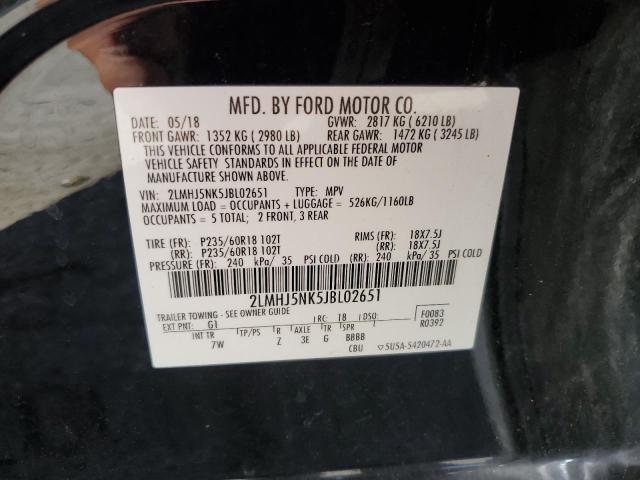 MFD. BY FORD MOTOR CO.
DATE: 05/18 GVWR: 2817 KG ( 6210 LB)
FRONT GAWR: 1352 KG ( 2980 LB) REAR GAWR: 1472 KG ( 3245 LB)
THIS VEHICLE CONFORMS TO ALL APPLICABLE FEDERAL MOTOR
VEHICLE SAFETY STANDARDS IN EFFECT ON THE DATE OF
MANUFACTURE SHOWN ABOVE.
VIN: 2LMHJ5NK5JBL02651 TYPE: MPV
MAXIMUM LOAD = OCCUPANTS + LUGGAGE = 526KG/1160LB
OCCUPANTS = 5 TOTAL; 2 FRONT, 3 REAR
TIRE (FR): P235/60R18 102T RIMS (FR): 18X7.5J
(RR): P235/60R18 102T (RR): 18X7.5J
PRESSURE (FR): 240 kPa/ 35 PSI COLD (RR): 240 kPa/ 35 PSI COLD
2LMHJ5NK5JBL02651
TRAILER TOWING - SEE OWNER GUIDE
EXT PNT: G1 RC: 18 DSO: F0083
R0392
INT TR TP/PS R AXLE TR SPR
7W Z 3E G BBBB
CBU 5U5A-5420472-AA